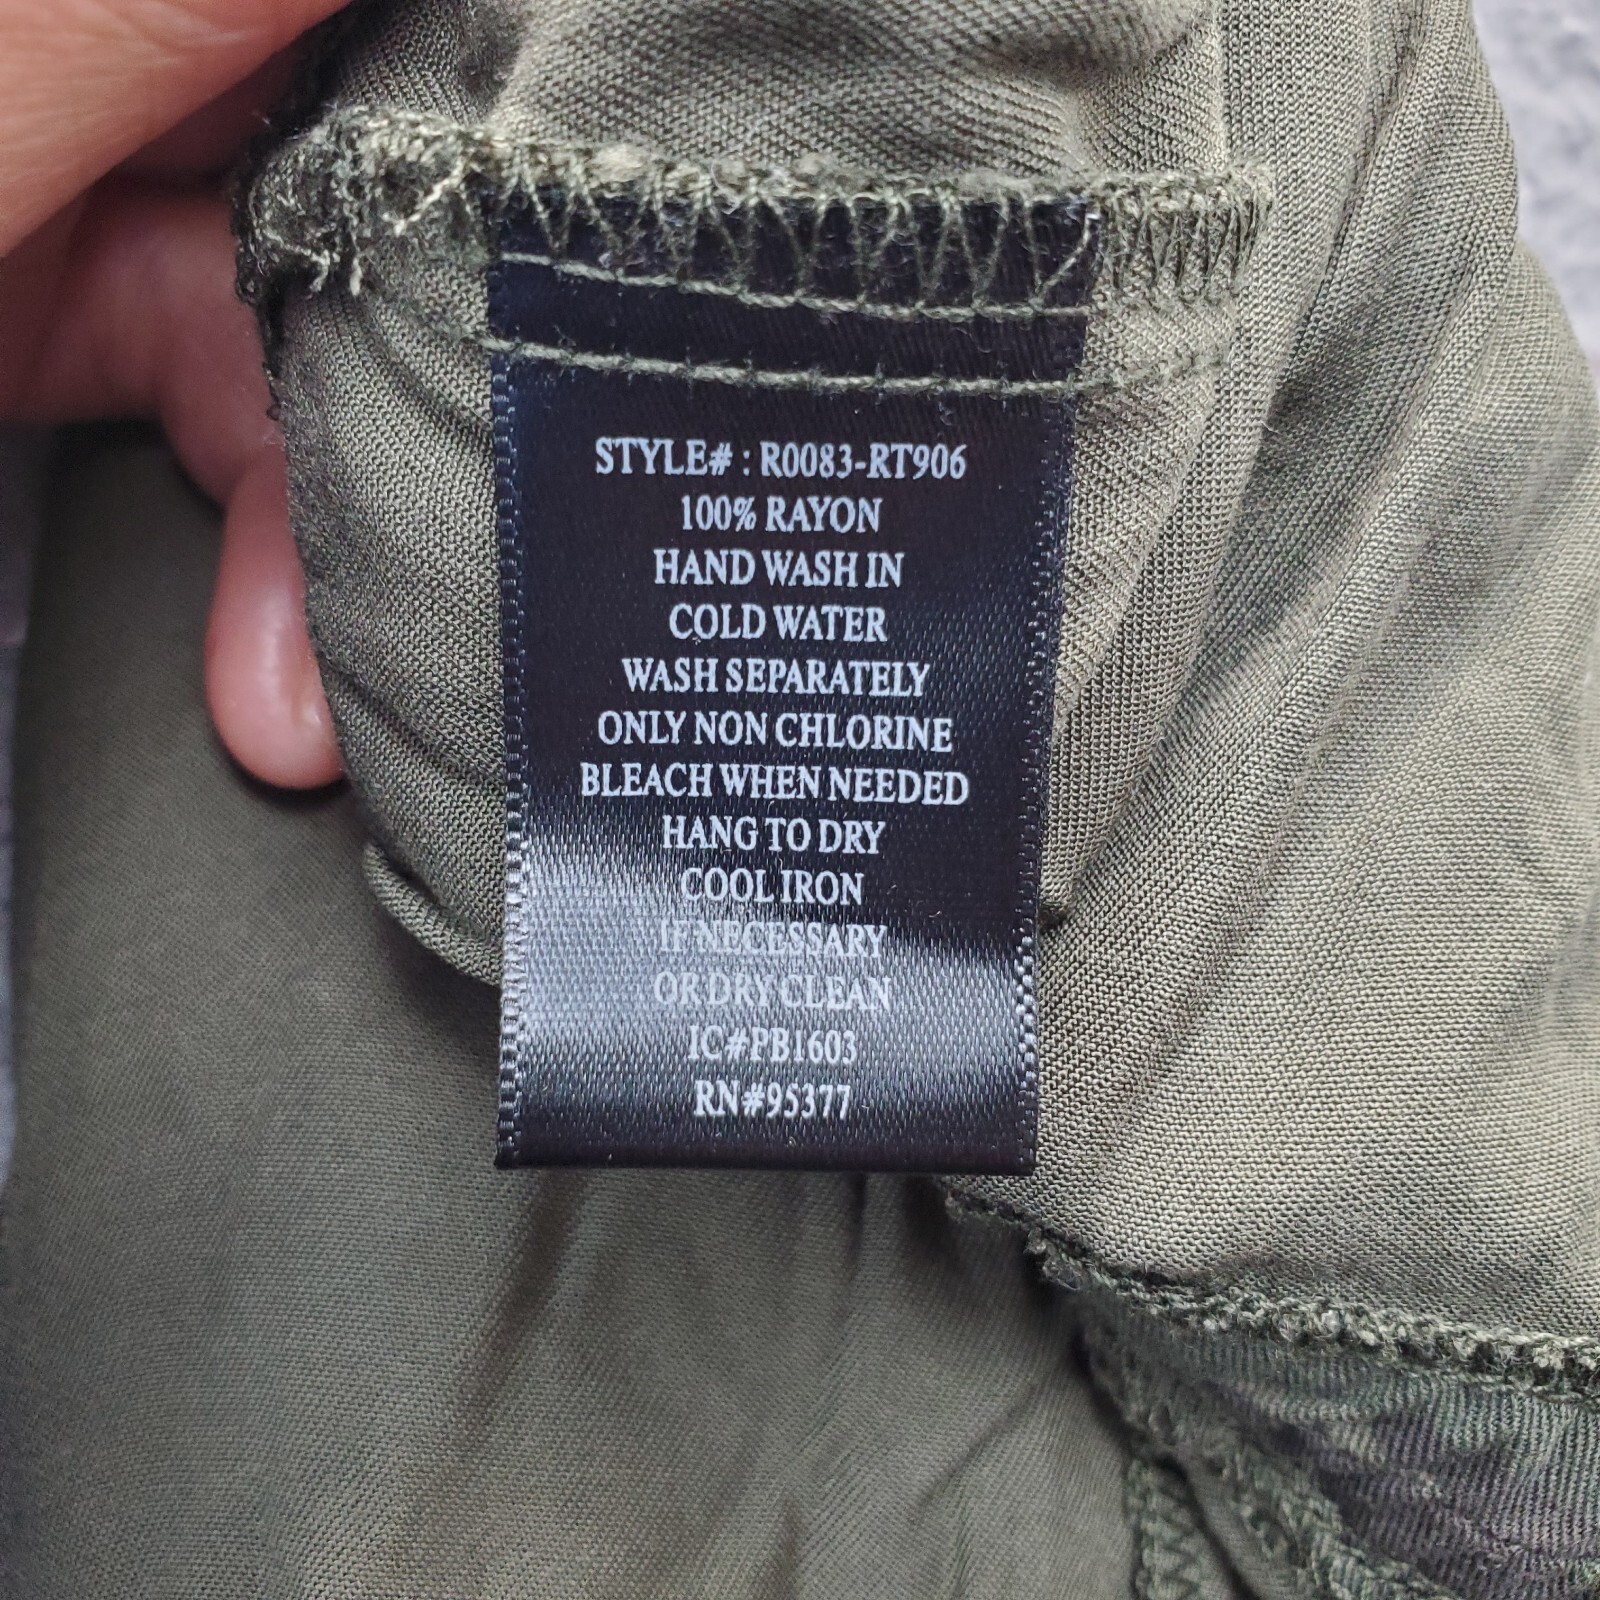 STYLE# : R0083-RT906
100% RAYON
HAND WASH IN
COLD WATER
WASH SEPARATELY
ONLY NON CHLORINE
BLEACH WHEN NEEDED
HANG TO DRY
COOL IRON
IF NECESSARY
OR DRY CLEAN
IC#PB1603
RN#95377